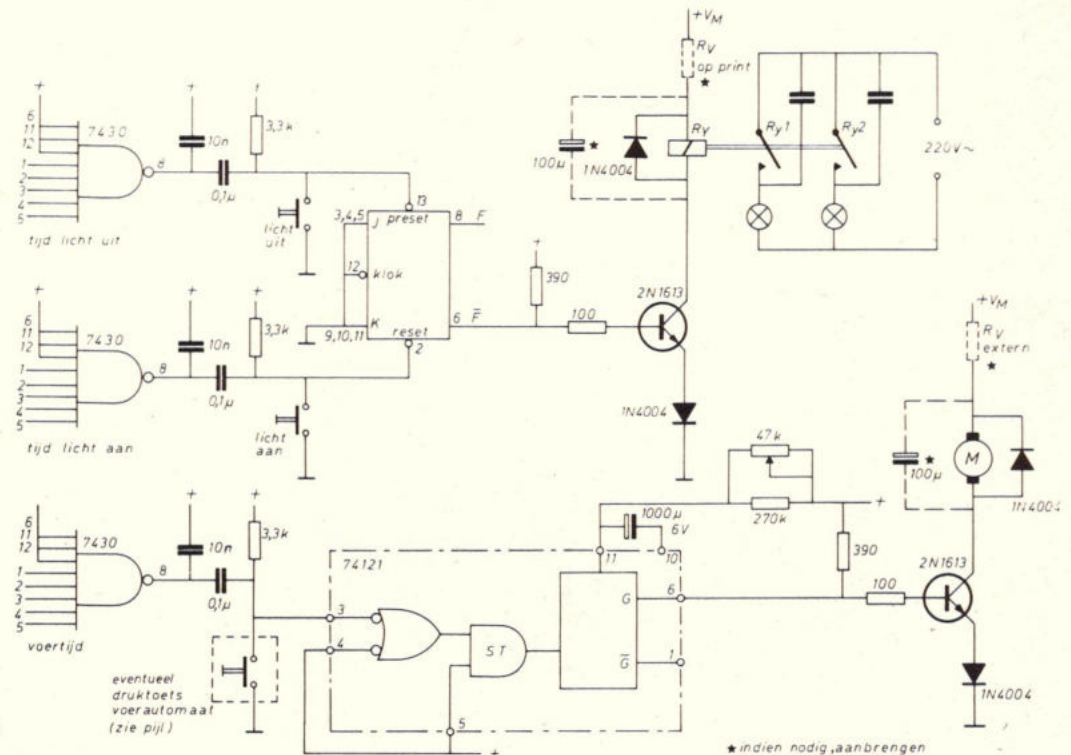 +VM
RV
op print
★
100µ ★
1N4004
Ry
Ry1
Ry2
220V~
+
6
11
12
1
2
3
4
5
7430
8
tijd licht uit
+
10n
0,1µ
+
3,3k
licht
uit
13
preset
3,4,5
J
12
klok
K
9,10,11
reset
2
8 F
6 F̅
+
390
100
2N1613
1N4004
+
6
11
12
1
2
3
4
5
7430
8
tijd licht aan
+
10n
0,1µ
+
3,3k
licht
aan
+VM
RV
extern
★
100µ ★
M
1N4004
2N1613
100
390
1N4004
+
6
11
12
1
2
3
4
5
7430
8
voertijd
+
10n
0,1µ
+
3,3k
eventueel
druktoets
voerautomaat
(zie pijl)
74121
3
4
5
+
ST
1000µ
6V
11
10
47k
270k
+
G
6
G̅
1
★ indien nodig, aanbrengen